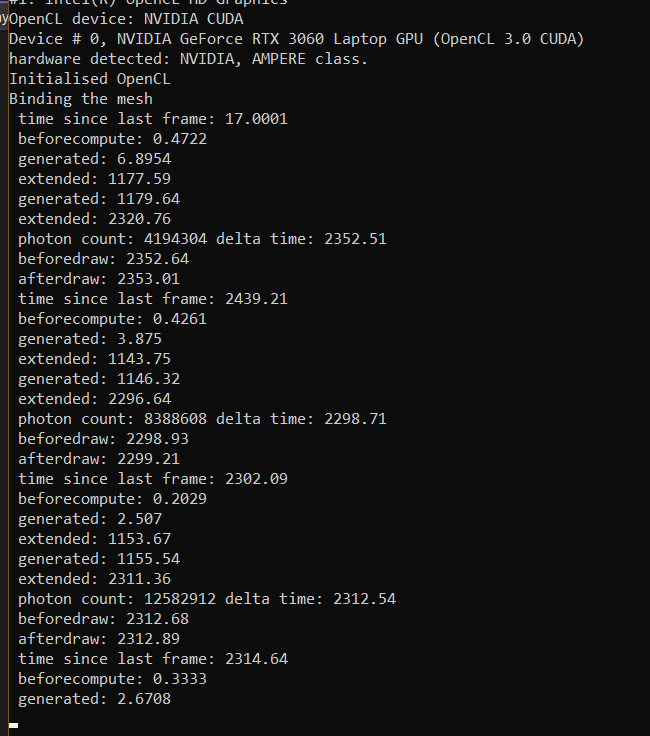 #1: Intel(R) OpenCL HD Graphics
OpenCL device: NVIDIA CUDA
Device # 0, NVIDIA GeForce RTX 3060 Laptop GPU (OpenCL 3.0 CUDA)
hardware detected: NVIDIA, AMPERE class.
Initialised OpenCL
Binding the mesh
time since last frame: 17.0001
beforecompute: 0.4722
generated: 6.8954
extended: 1177.59
generated: 1179.64
extended: 2320.76
photon count: 4194304 delta time: 2352.51
beforedraw: 2352.64
afterdraw: 2353.01
time since last frame: 2439.21
beforecompute: 0.4261
generated: 3.875
extended: 1143.75
generated: 1146.32
extended: 2296.64
photon count: 8388608 delta time: 2298.71
beforedraw: 2298.93
afterdraw: 2299.21
time since last frame: 2302.09
beforecompute: 0.2029
generated: 2.507
extended: 1153.67
generated: 1155.54
extended: 2311.36
photon count: 12582912 delta time: 2312.54
beforedraw: 2312.68
afterdraw: 2312.89
time since last frame: 2314.64
beforecompute: 0.3333
generated: 2.6708